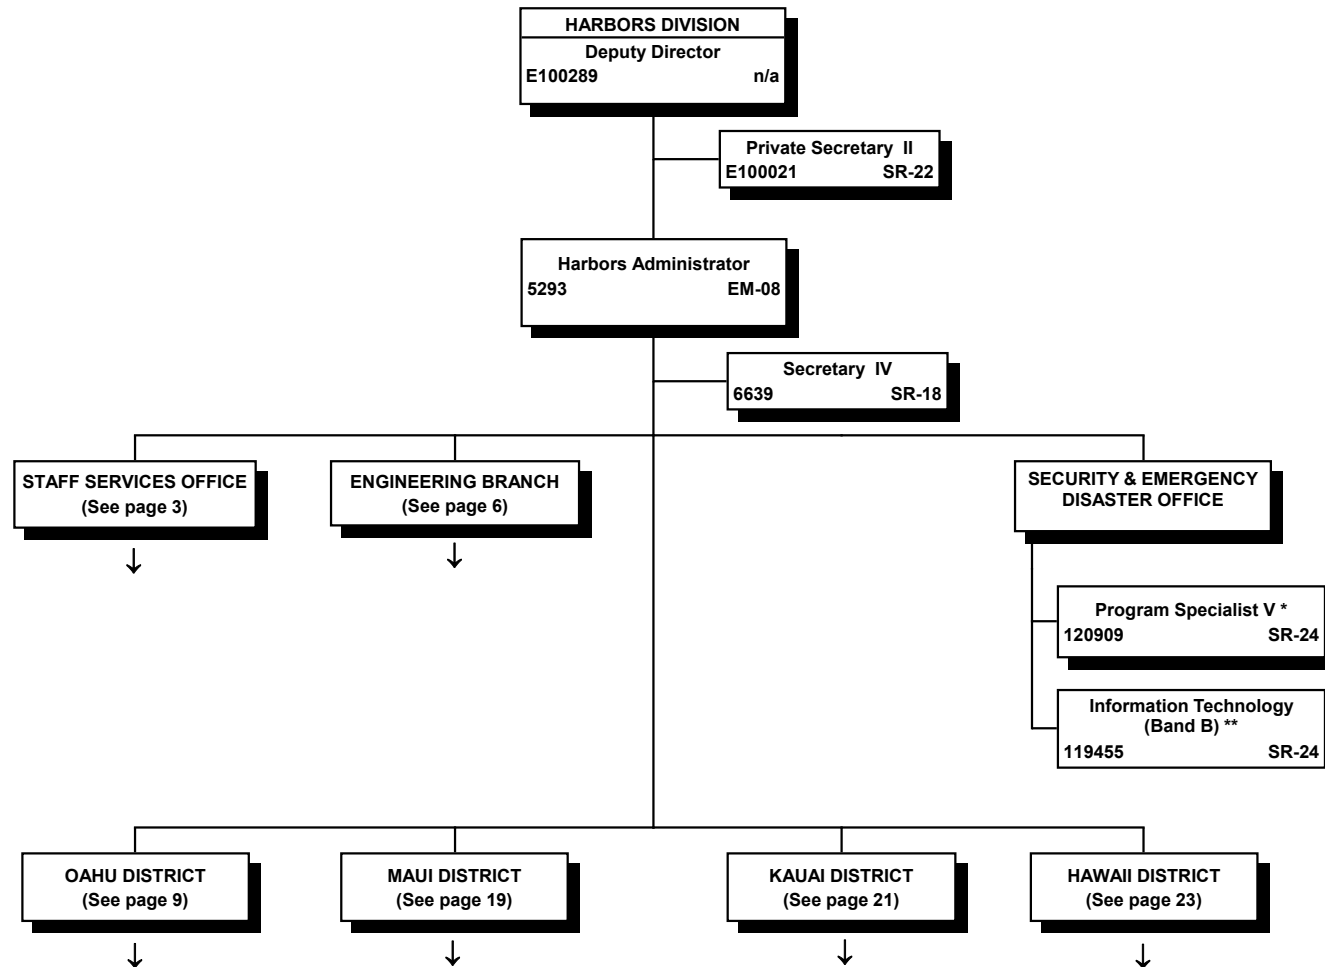 HARBORS DIVISION
Deputy Director
E100289 n/a
Private Secretary II
E100021 SR-22
Harbors Administrator
5293 EM-08
Secretary IV
6639 SR-18
STAFF SERVICES OFFICE
(See page 3)
ENGINEERING BRANCH
(See page 6)
SECURITY & EMERGENCY
DISASTER OFFICE
Program Specialist V *
120909 SR-24
Information Technology
(Band B) **
119455 SR-24
OAHU DISTRICT
(See page 9)
MAUI DISTRICT
(See page 19)
KAUAI DISTRICT
(See page 21)
HAWAII DISTRICT
(See page 23)